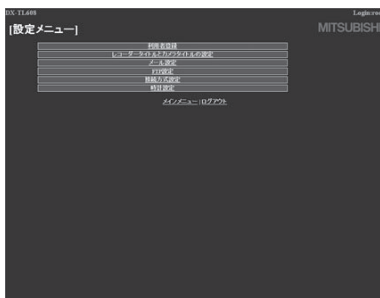 DX-TL608
Login:roo
[設定メニュー]
MITSUBISHI
利用者登録
レコーダータイトルとカメラタイトルの設定
メール設定
FTP設定
接続方式設定
時計設定
メインメニュー | ログアウト